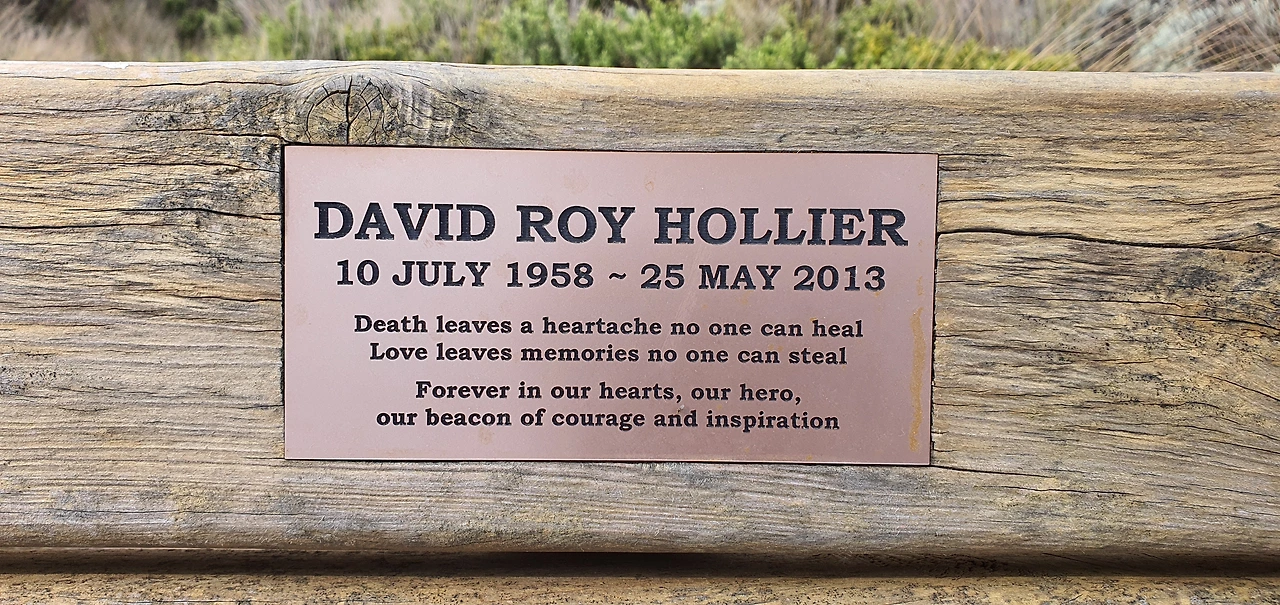 DAVID ROY HOLLIER
10 JULY 1958 ~ 25 MAY 2013
Death leaves a heartache no one can heal
Love leaves memories no one can steal
Forever in our hearts, our hero,
our beacon of courage and inspiration